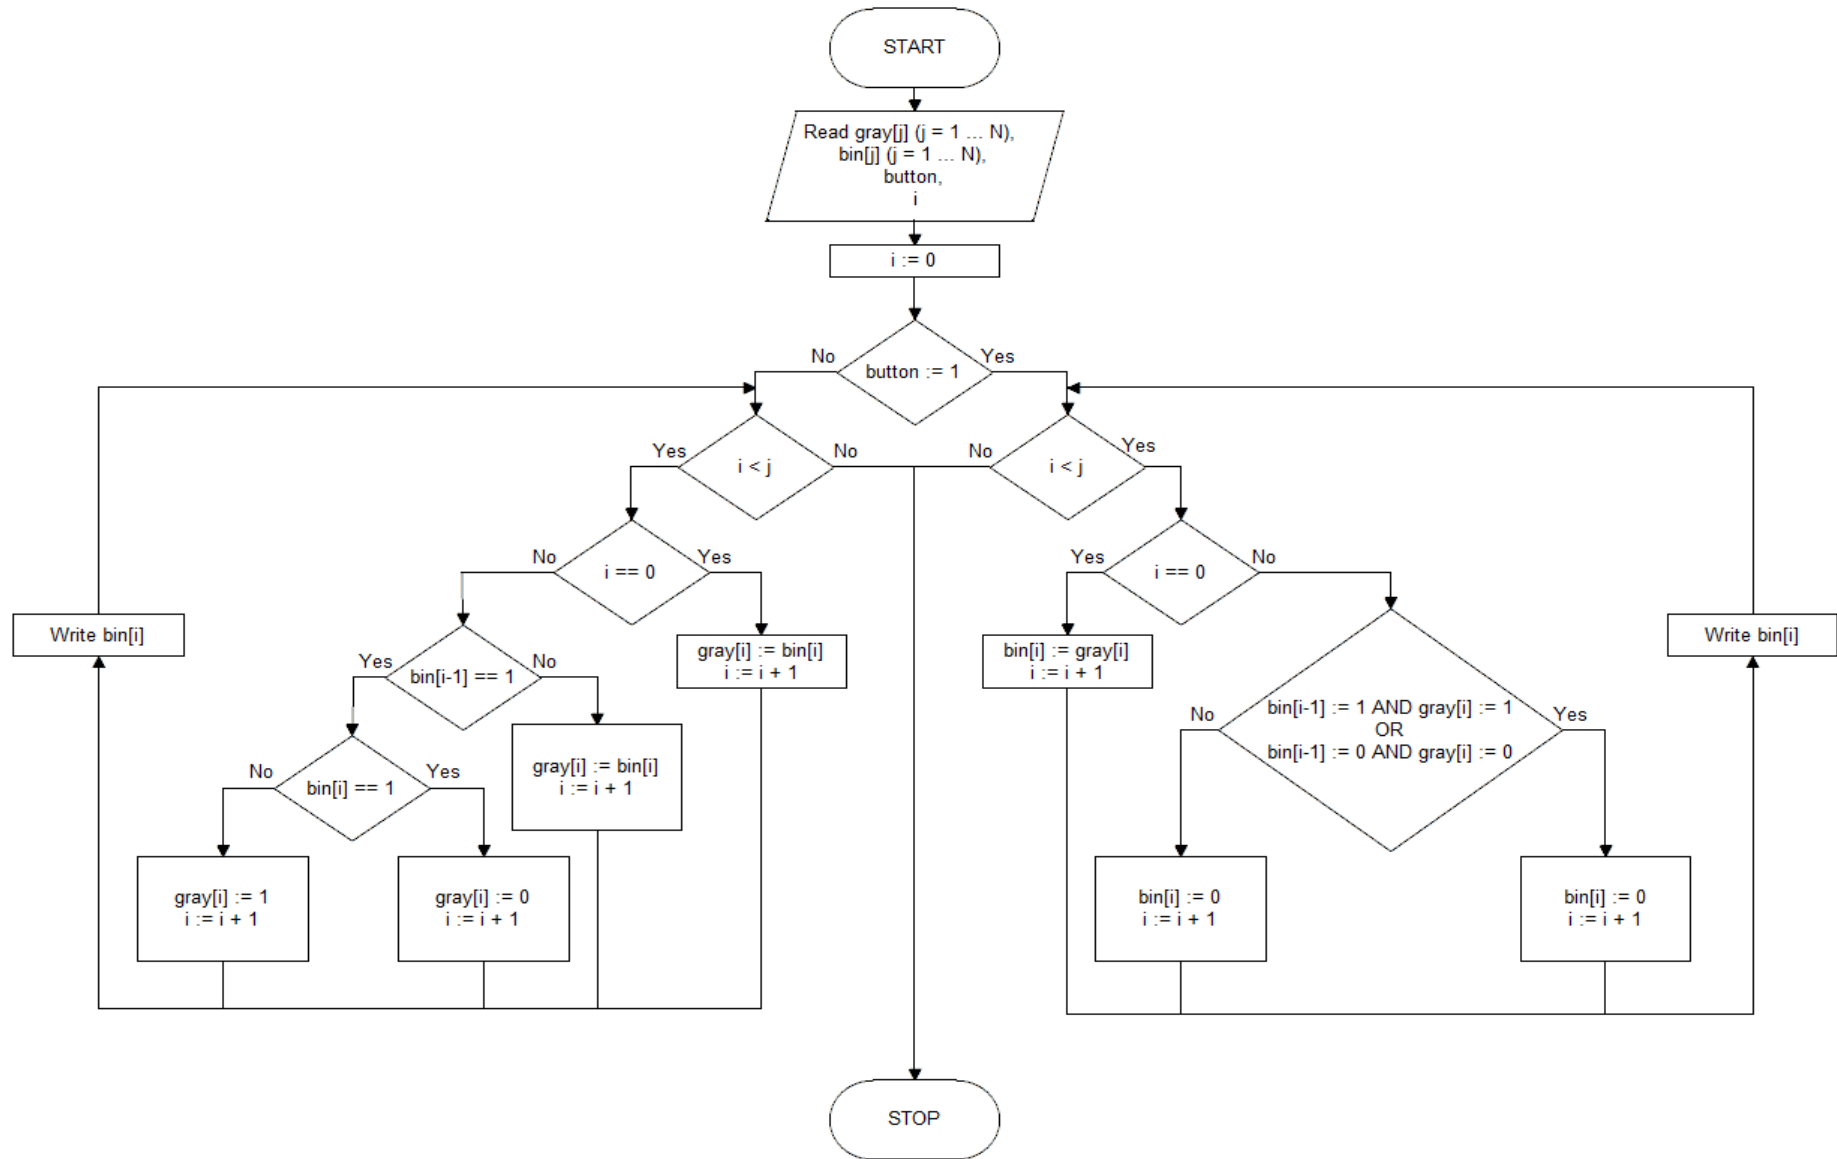 START
Read gray[j] (j = 1 ... N),
bin[j] (j = 1 ... N),
button,
i
i := 0
button := 1
No
Yes
i < j
Yes
No
i < j
No
Yes
i == 0
No
Yes
i == 0
Yes
No
Write bin[i]
bin[i-1] == 1
Yes
No
gray[i] := bin[i]
i := i + 1
bin[i] := gray[i]
i := i + 1
Write bin[i]
bin[i-1] := 1 AND gray[i] := 1
OR
bin[i-1] := 0 AND gray[i] := 0
No
Yes
bin[i] == 1
No
Yes
gray[i] := bin[i]
i := i + 1
gray[i] := 1
i := i + 1
gray[i] := 0
i := i + 1
bin[i] := 0
i := i + 1
bin[i] := 0
i := i + 1
STOP